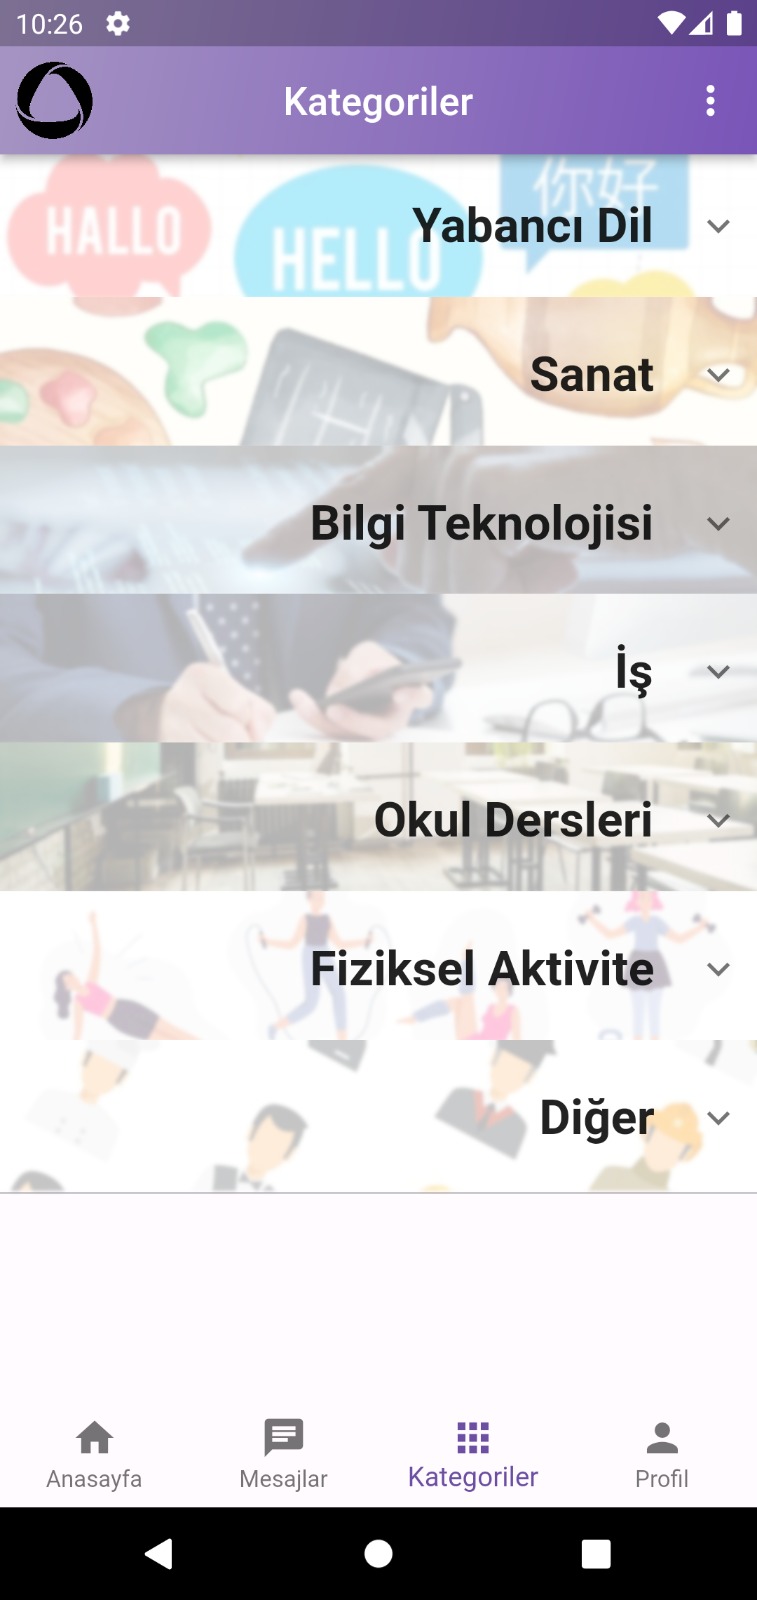 10:26
Kategoriler
HALLO
HELLO
你好
Yabancı Dil
Sanat
Bilgi Teknolojisi
İş
Okul Dersleri
Fiziksel Aktivite
Diğer
Anasayfa
Mesajlar
Kategoriler
Profil